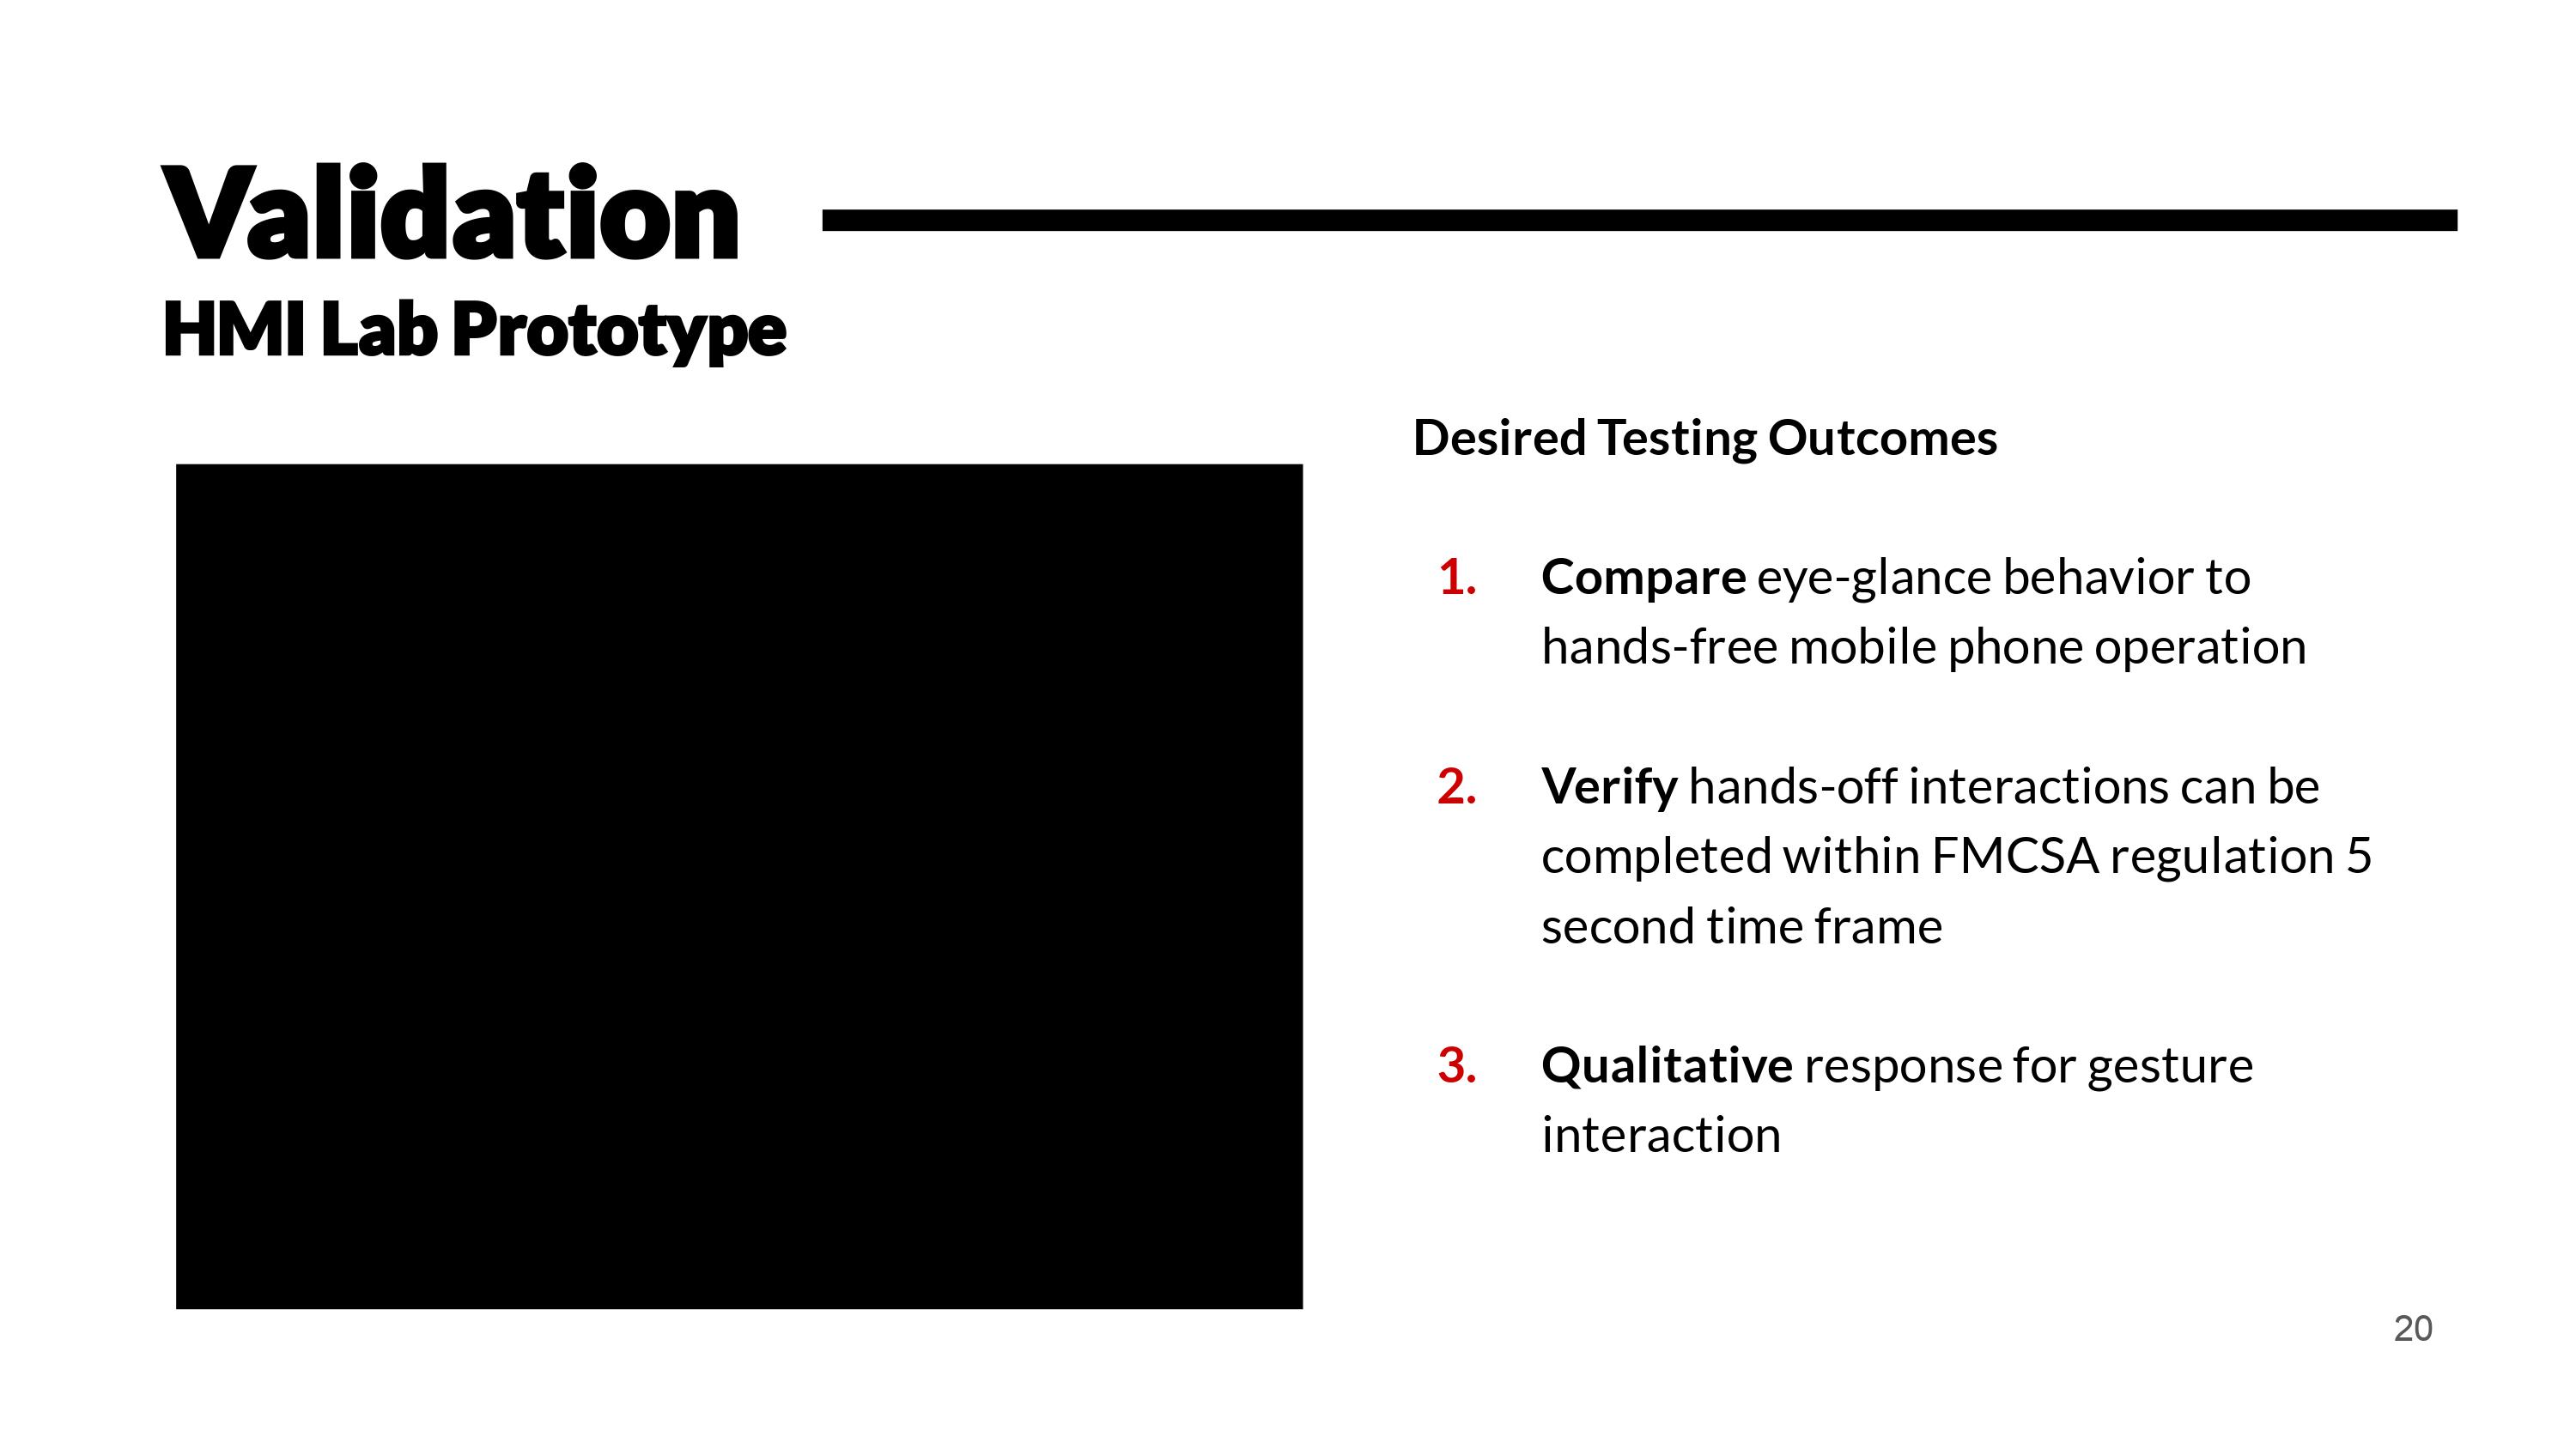 Validation
HMI Lab Prototype
Desired Testing Outcomes
1. Compare eye-glance behavior to
hands-free mobile phone operation
2. Verify hands-off interactions can be
completed within FMCSA regulation 5
second time frame
3. Qualitative response for gesture
interaction
20